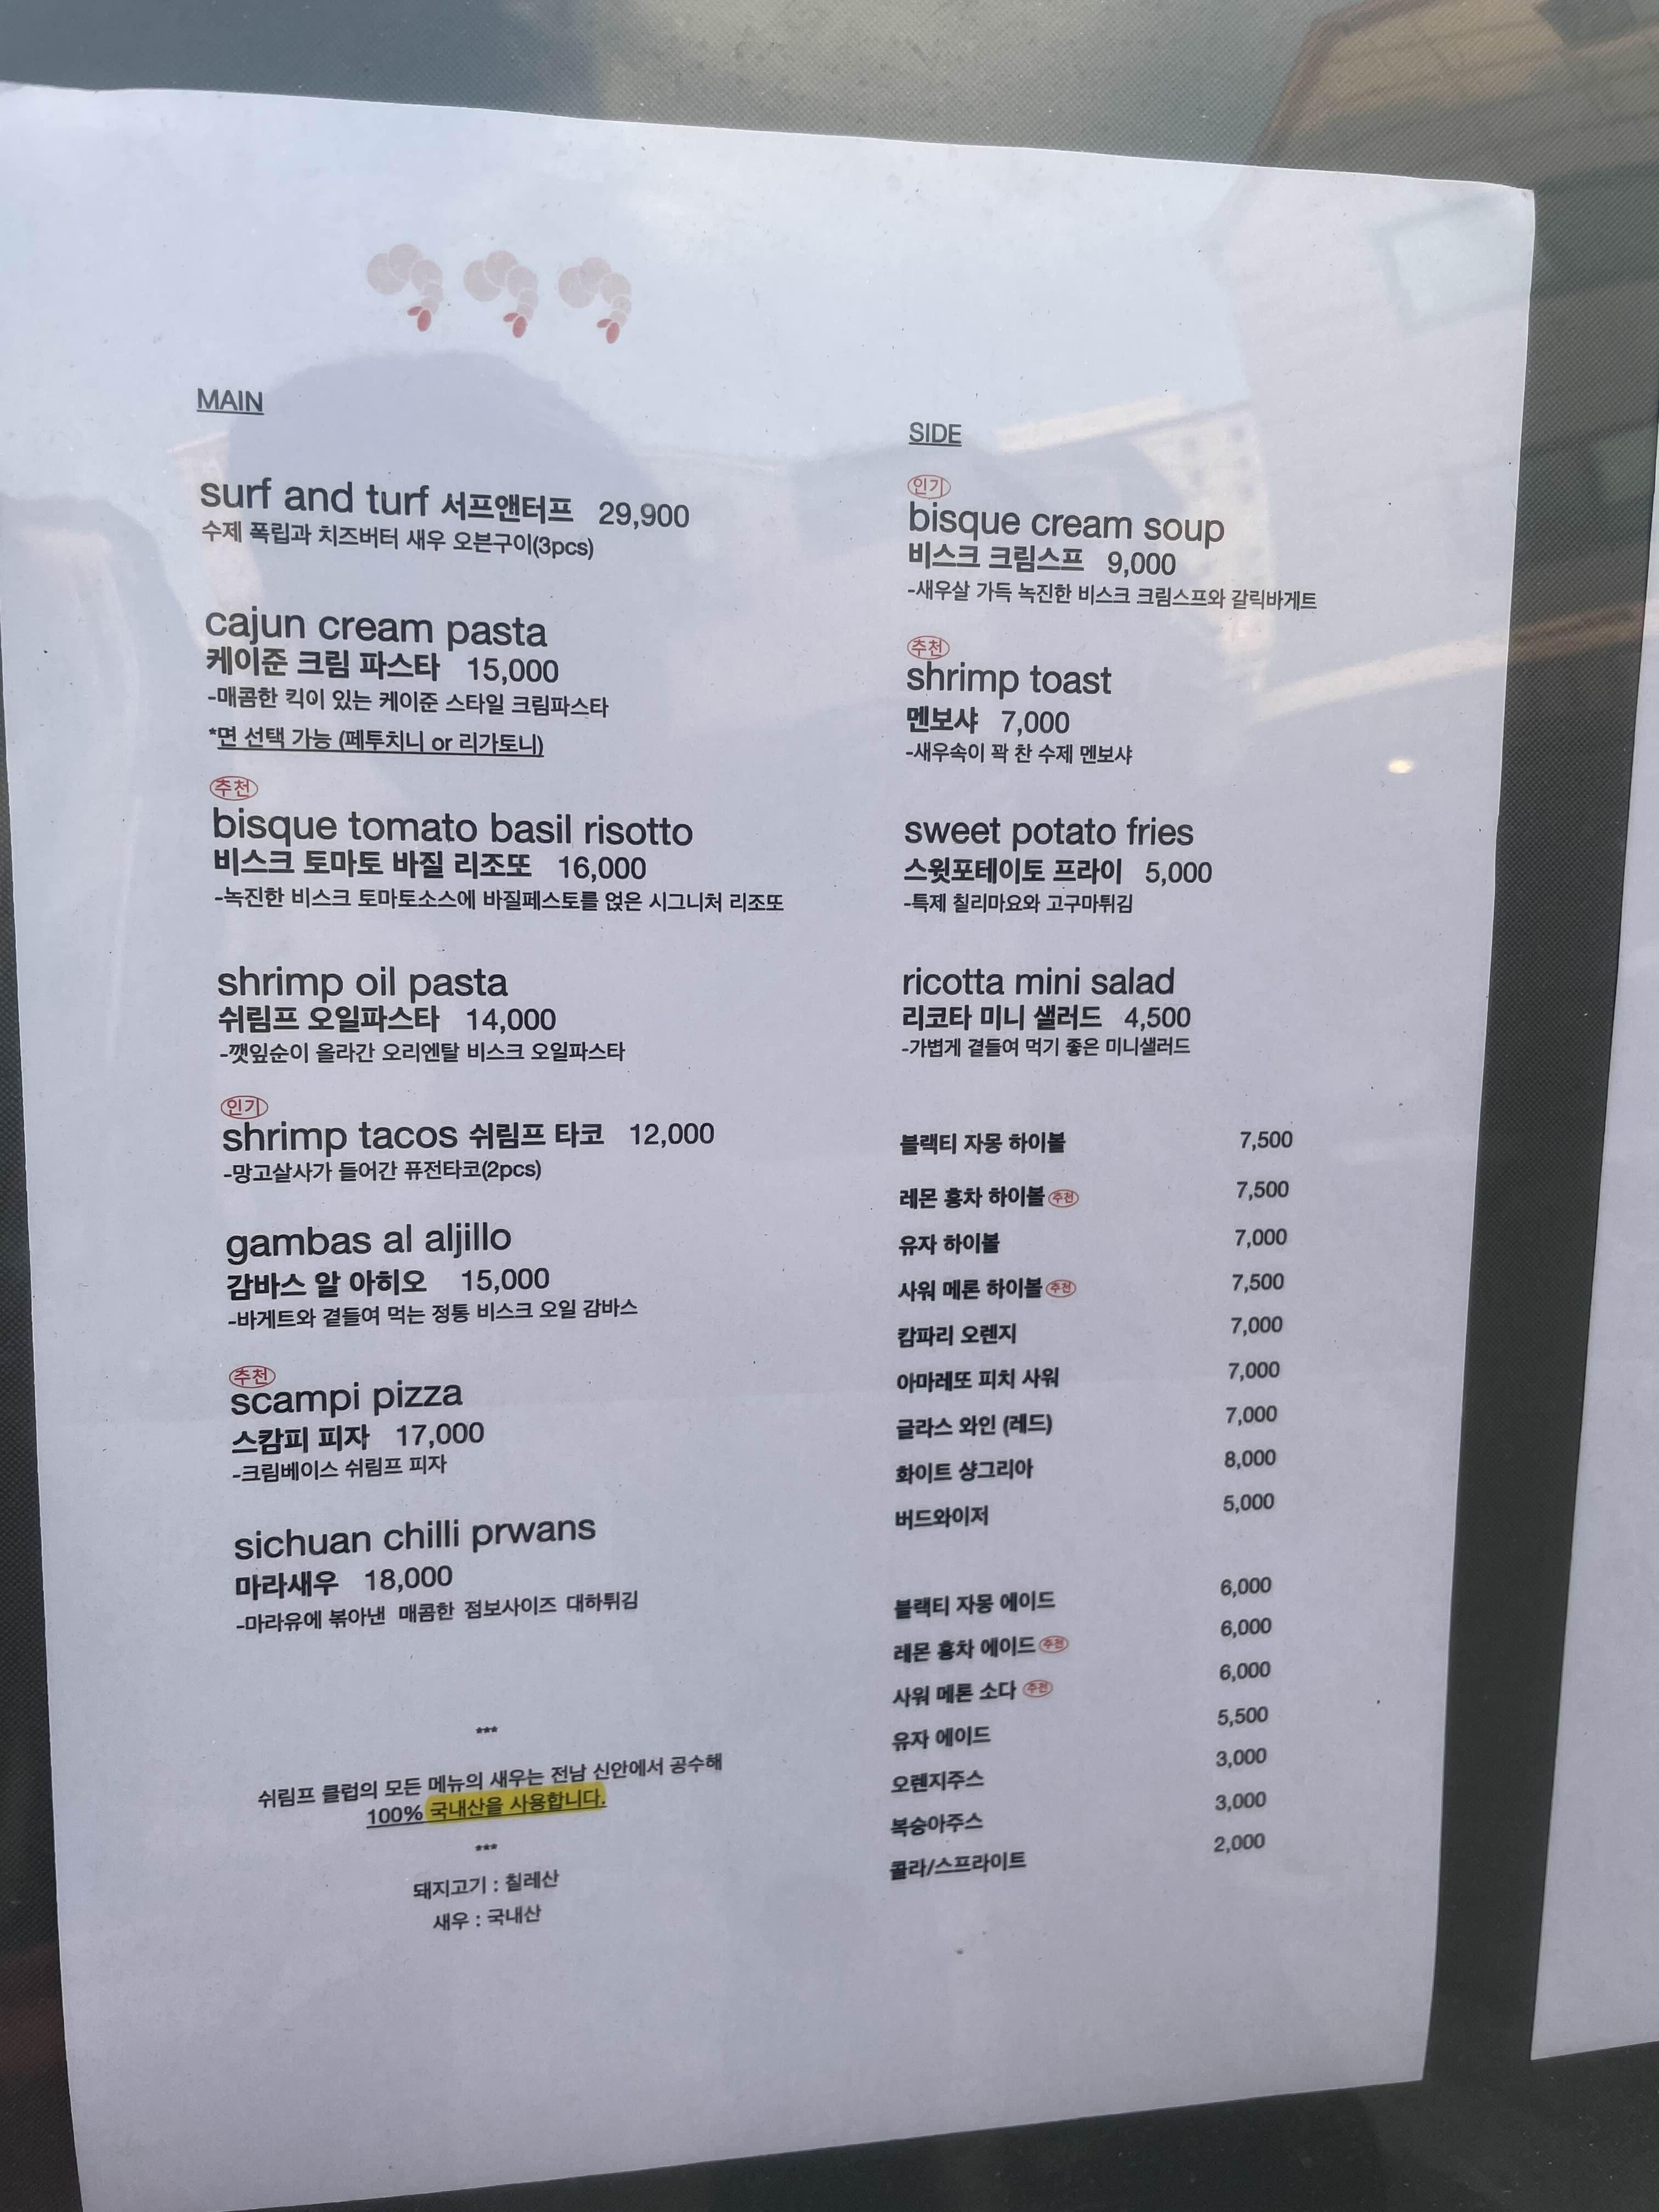 MAIN
surf and turf 서프앤터프 29,900
수제 폭립과 치즈버터 새우 오븐구이(3pcs)
cajun cream pasta
케이준 크림 파스타 15,000
-매콤한 킥이 있는 케이준 스타일 크림파스타
*면 선택 가능 (페투치니 or 리가토니)
추천
bisque tomato basil risotto
비스크 토마토 바질 리조또 16,000
-녹진한 비스크 토마토소스에 바질페스토를 얹은 시그니처 리조또
shrimp oil pasta
쉬림프 오일파스타 14,000
-깻잎순이 올라간 오리엔탈 비스크 오일파스타
인기
shrimp tacos 쉬림프 타코 12,000
-망고살사가 들어간 퓨전타코(2pcs)
gambas al aljillo
감바스 알 아히오 15,000
-바게트와 곁들여 먹는 정통 비스크 오일 감바스
추천
scampi pizza
스캄피 피자 17,000
-크림베이스 쉬림프 피자
sichuan chilli prwans
마라새우 18,000
-마라유에 볶아낸 매콤한 점보사이즈 대하튀김
***
쉬림프 클럽의 모든 메뉴의 새우는 전남 신안에서 공수해
100% 국내산을 사용합니다.
***
돼지고기 : 칠레산
새우 : 국내산
SIDE
인기
bisque cream soup
비스크 크림스프 9,000
-새우살 가득 녹진한 비스크 크림스프와 갈릭바게트
추천
shrimp toast
멘보샤 7,000
-새우속이 꽉 찬 수제 멘보샤
sweet potato fries
스윗포테이토 프라이 5,000
-특제 칠리마요와 고구마튀김
ricotta mini salad
리코타 미니 샐러드 4,500
-가볍게 곁들여 먹기 좋은 미니샐러드
블랙티 자몽 하이볼 7,500
레몬 홍차 하이볼 추천 7,500
유자 하이볼 7,000
사워 메론 하이볼 추천 7,500
캄파리 오렌지 7,000
아마레또 피치 사워 7,000
글라스 와인 (레드) 7,000
화이트 샹그리아 8,000
버드와이저 5,000
블랙티 자몽 에이드 6,000
레몬 홍차 에이드 추천 6,000
사워 메론 소다 추천 6,000
유자 에이드 5,500
오렌지주스 3,000
복숭아주스 3,000
콜라/스프라이트 2,000